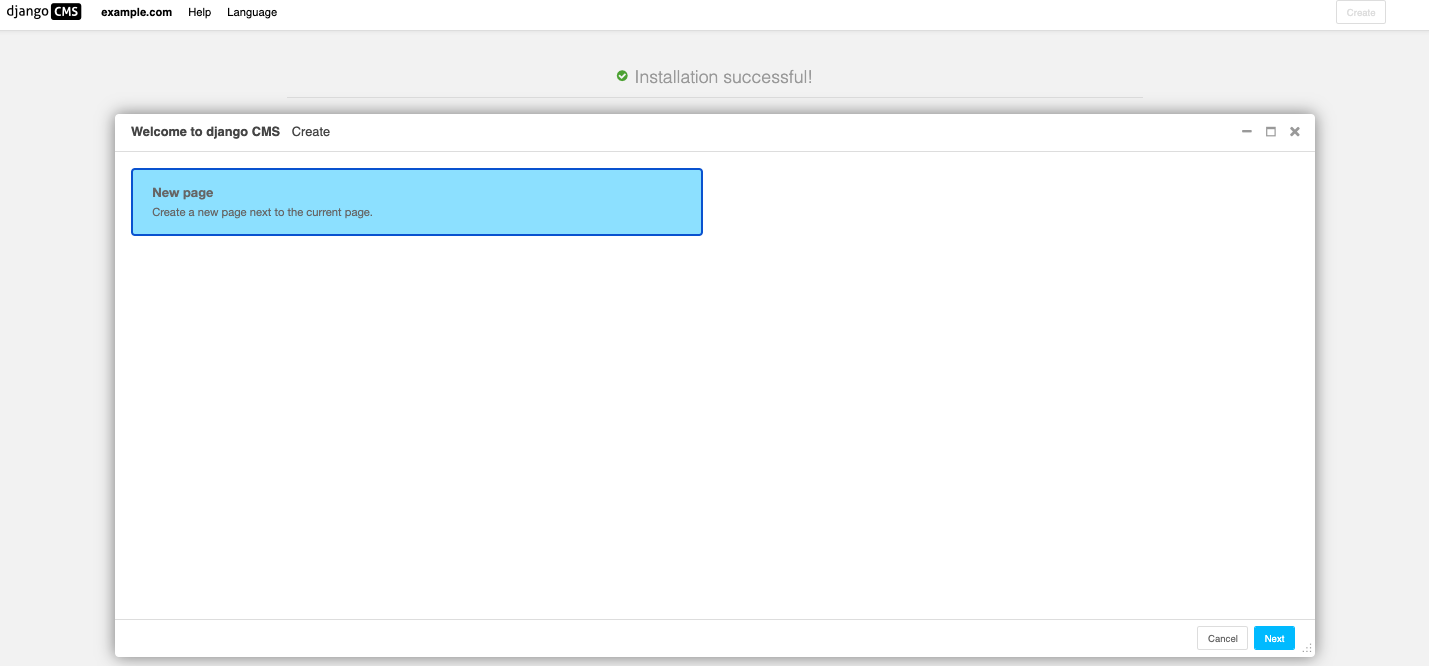 django CMS example.com Help Language Create
Installation successful!
Welcome to django CMS Create
New page
Create a new page next to the current page.
Cancel Next